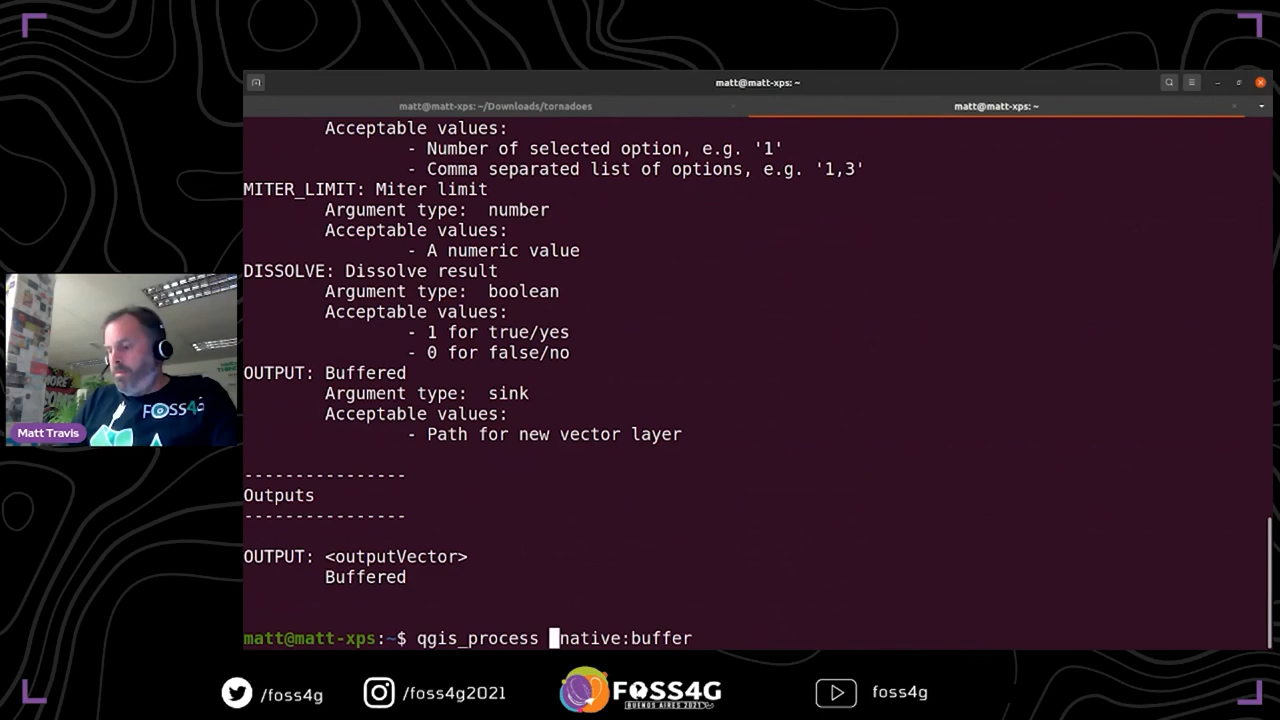 matt@matt-xps: ~
matt@matt-xps: ~/Downloads/tornadoes
matt@matt-xps: ~
Acceptable values:
- Number of selected option, e.g. '1'
- Comma separated list of options, e.g. '1,3'
MITER_LIMIT: Miter limit
Argument type: number
Acceptable values:
- A numeric value
DISSOLVE: Dissolve result
Argument type: boolean
Acceptable values:
- 1 for true/yes
- 0 for false/no
OUTPUT: Buffered
Argument type: sink
Acceptable values:
- Path for new vector layer
----------------
Outputs
----------------
OUTPUT: <outputVector>
Buffered
matt@matt-xps:~$ qgis_process native:buffer
FOSS4G
Matt Travis
/foss4g
/foss4g2021
FOSS4G
BUENOS AIRES 2021
foss4g